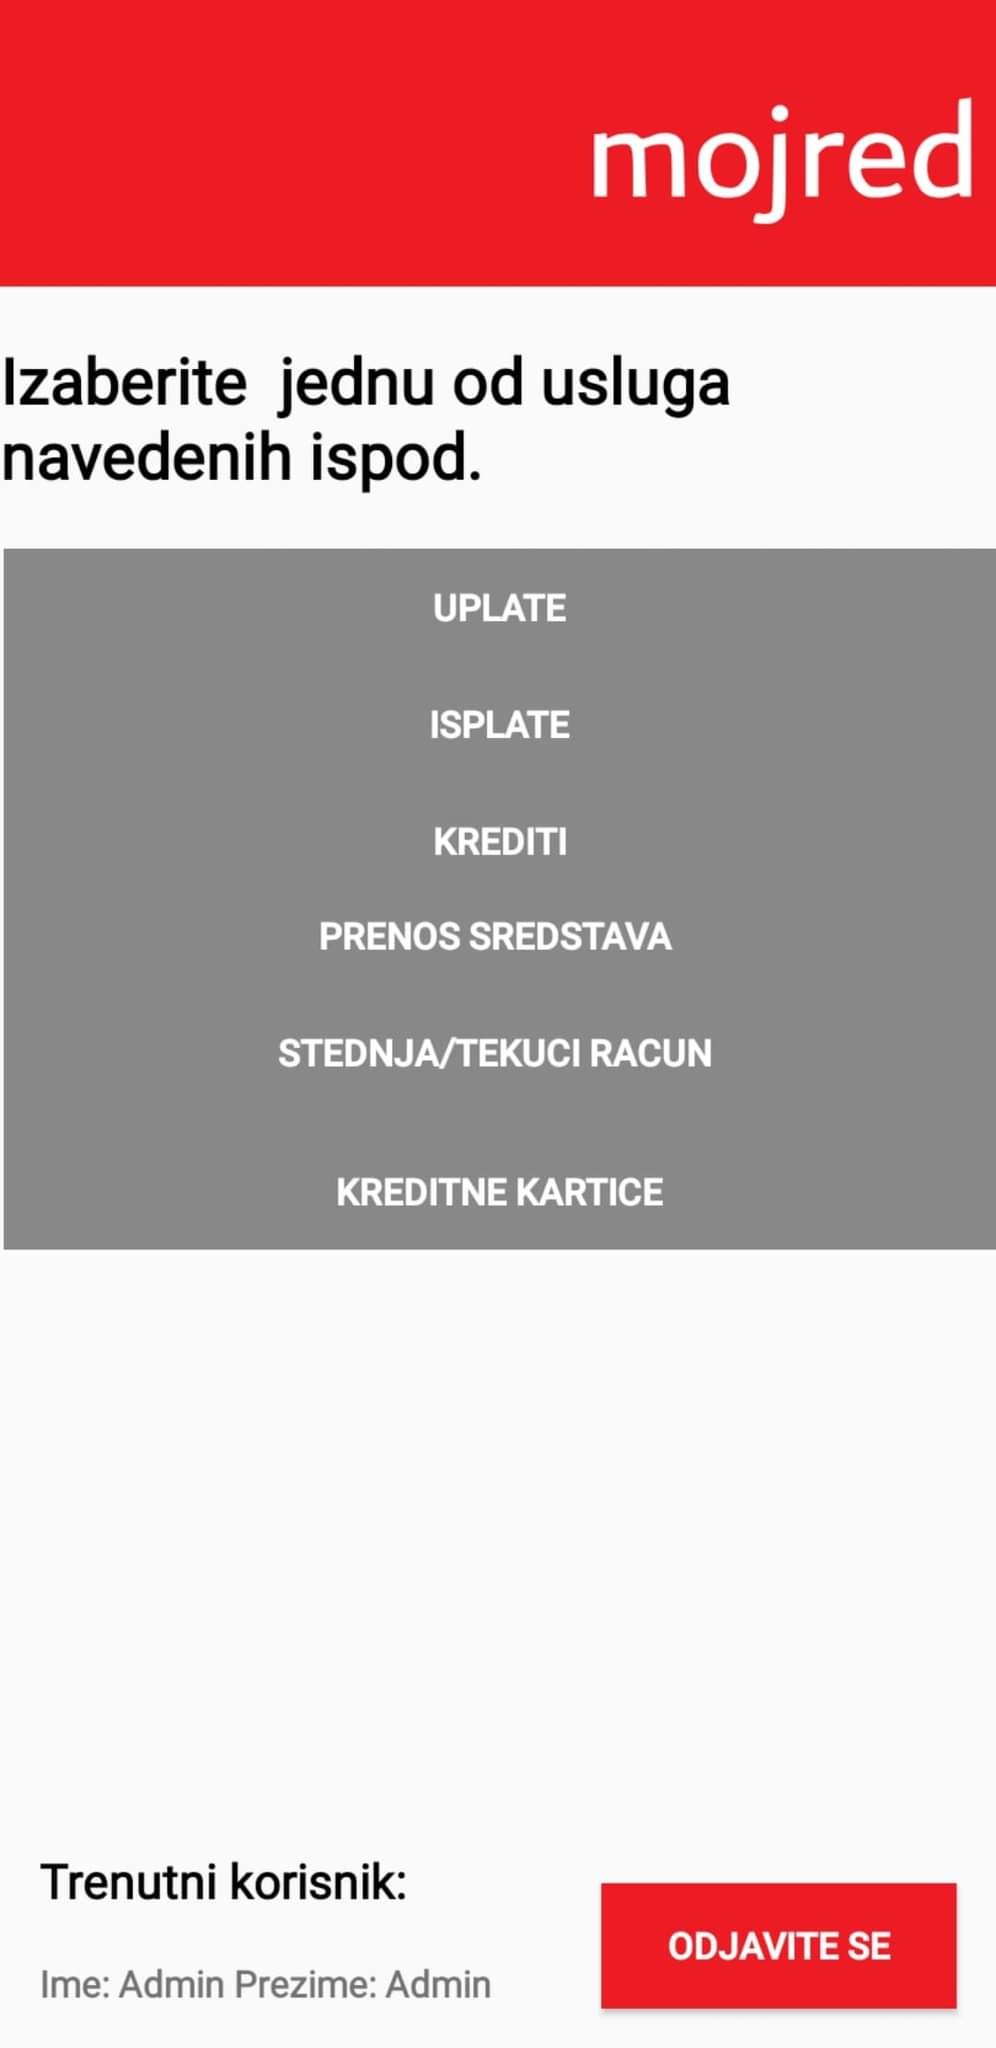 mojred
Izaberite  jednu od usluga
navedenih ispod.
UPLATE
ISPLATE
KREDITI
PRENOS SREDSTAVA
STEDNJA/TEKUCI RACUN
KREDITNE KARTICE
Trenutni korisnik:
Ime: Admin Prezime: Admin
ODJAVITE SE